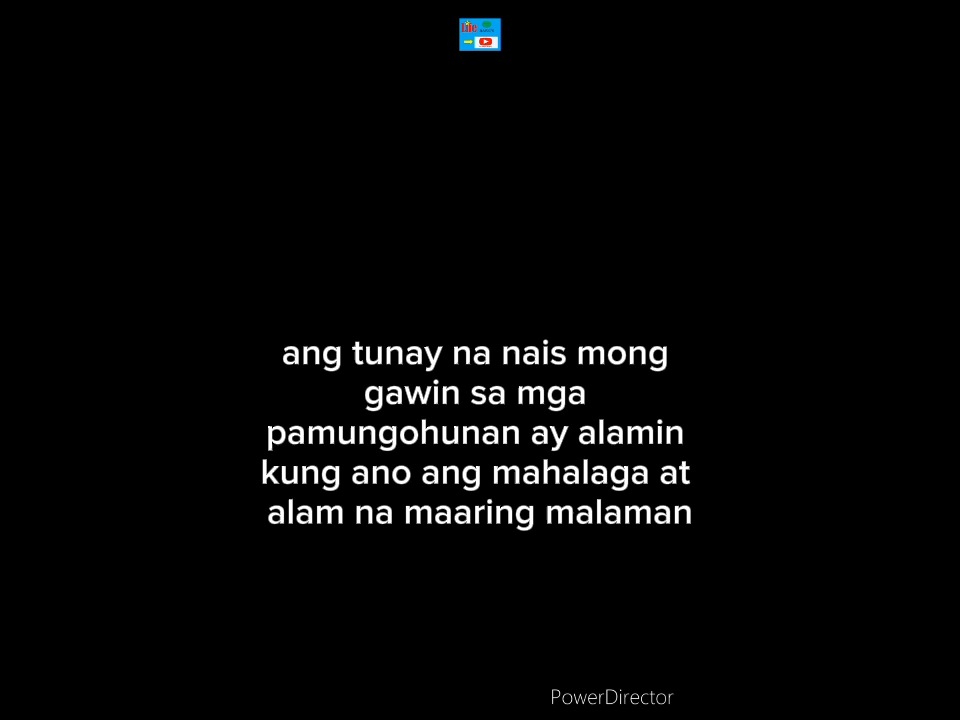 Life
ang tunay na nais mong
gawin sa mga
pamungohunan ay alamin
kung ano ang mahalaga at
alam na maaring malaman
PowerDirector